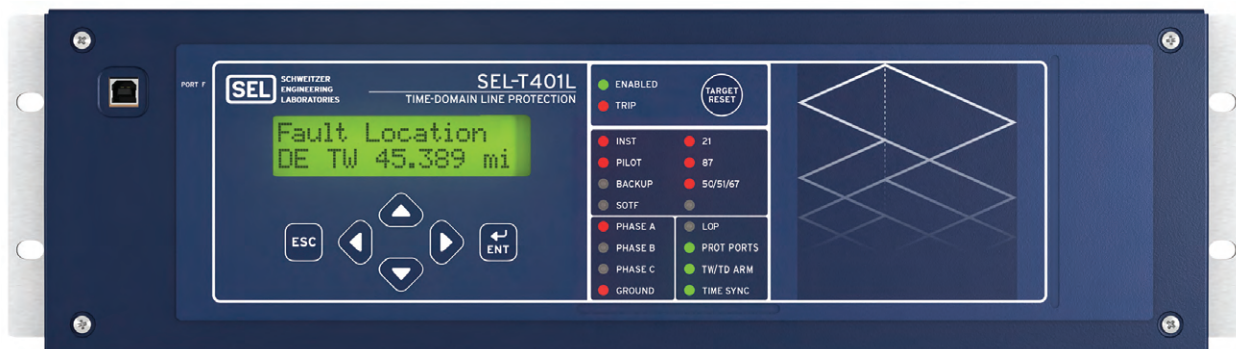 PORT F
SEL
SCHWEITZER
ENGINEERING
LABORATORIES
SEL-T401L
TIME-DOMAIN LINE PROTECTION
Fault Location
DE TW 45.389 mi
ESC
ENT
ENABLED
TRIP
TARGET
RESET
INST
21
PILOT
87
BACKUP
50/51/67
SOTF
PHASE A
LOP
PHASE B
PROT PORTS
PHASE C
TW/TD ARM
GROUND
TIME SYNC